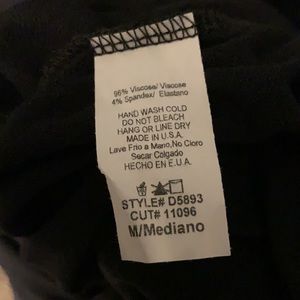 96% Viscose/ Viscose
4% Spandex/ Elastano
HAND WASH COLD
DO NOT BLEACH
HANG OR LINE DRY
MADE IN U.S.A.
Lave Frio a Mano,No Cloro
Secar Colgado
HECHO EN E.U.A.
STYLE# D5893
CUT# 11096
M/Mediano